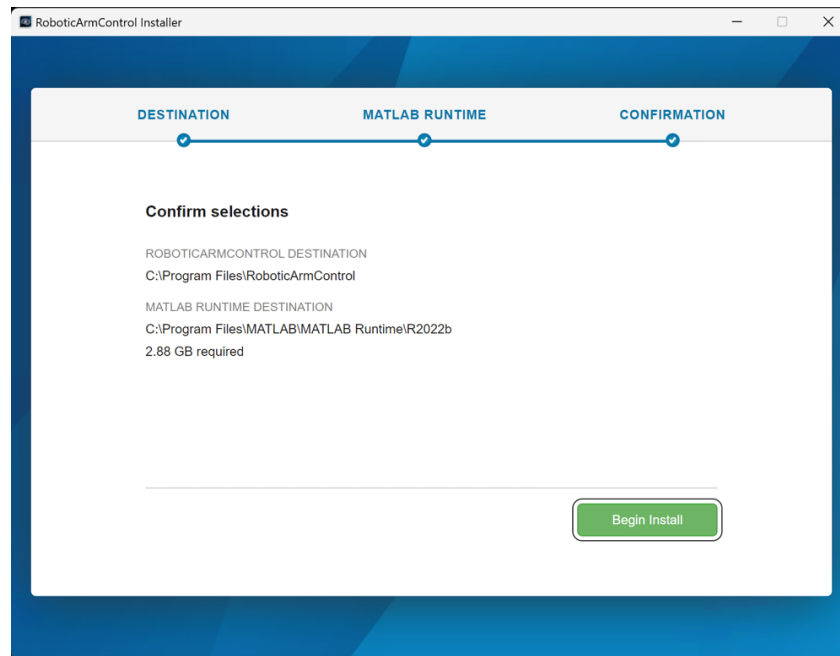 RoboticArmControl Installer
DESTINATION MATLAB RUNTIME CONFIRMATION
Confirm selections
ROBOTICARMCONTROL DESTINATION
C:\Program Files\RoboticArmControl
MATLAB RUNTIME DESTINATION
C:\Program Files\MATLAB\MATLAB Runtime\R2022b
2.88 GB required
Begin Install